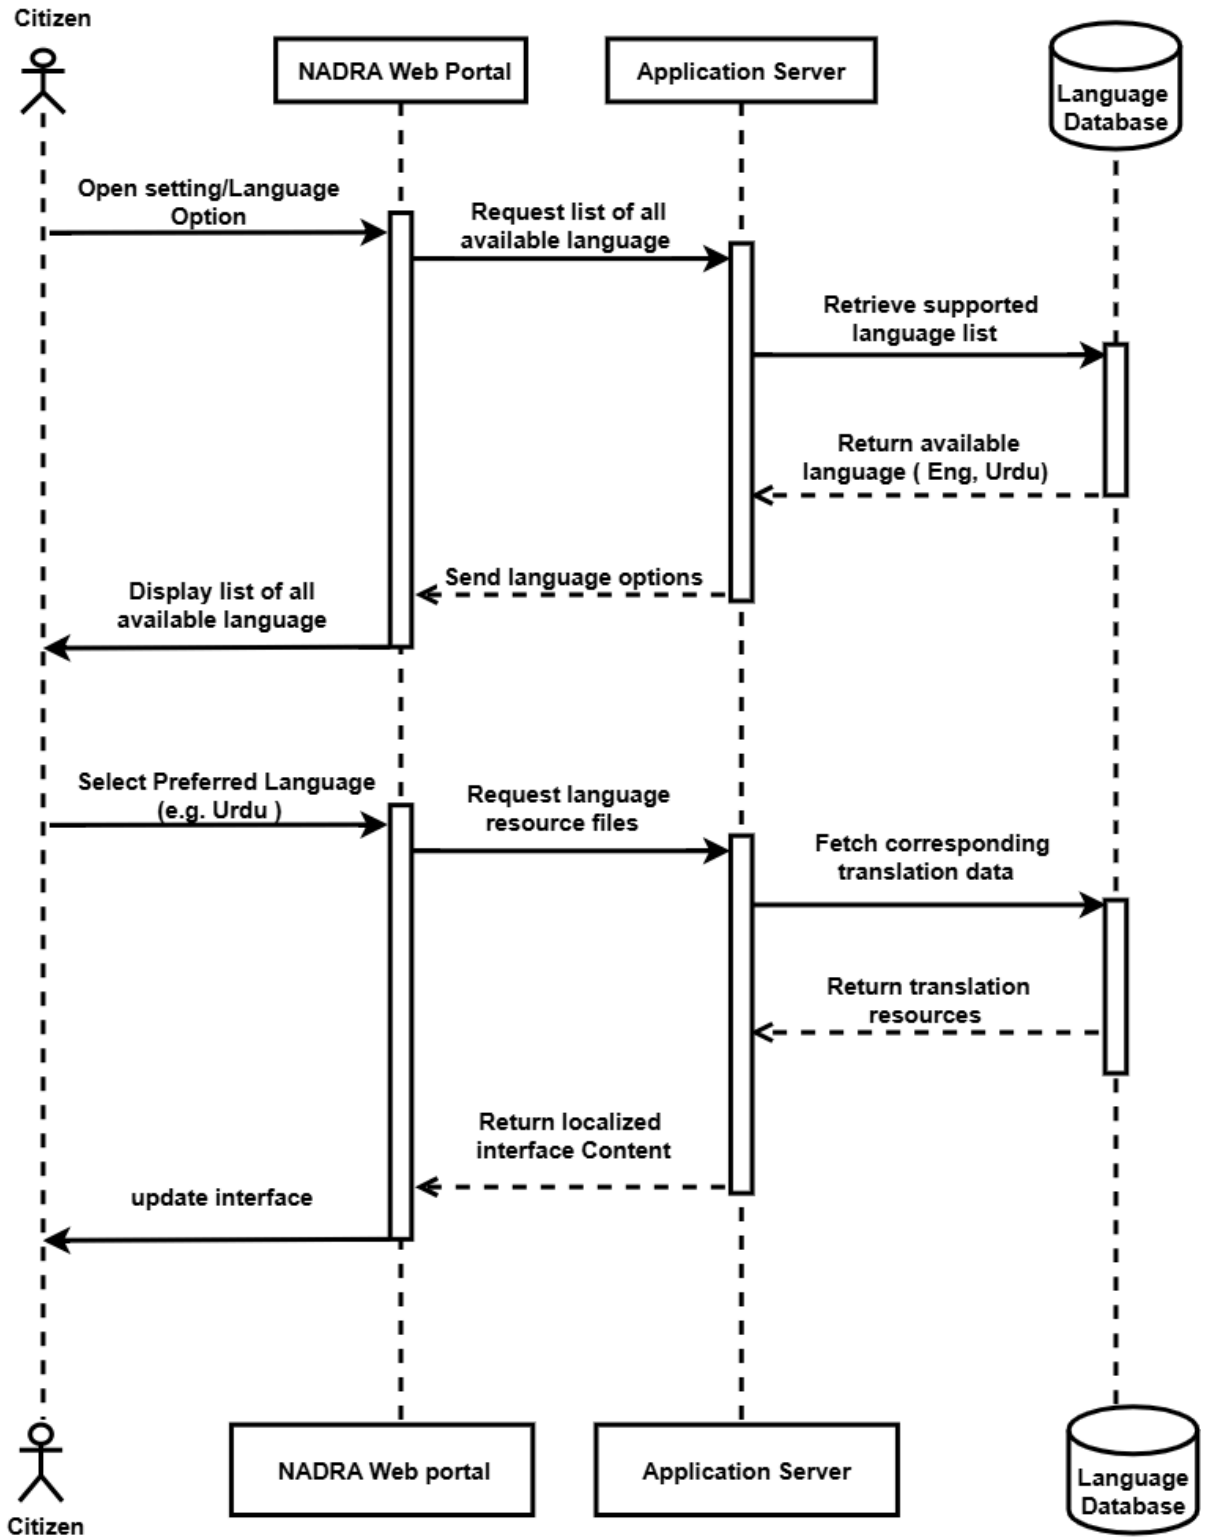 Citizen
NADRA Web Portal
Application Server
Language
Database
Open setting/Language
Option
Request list of all
available language
Retrieve supported
language list
Return available
language ( Eng, Urdu)
Send language options
Display list of all
available language
Select Preferred Language
(e.g. Urdu )
Request language
resource files
Fetch corresponding
translation data
Return translation
resources
Return localized
interface Content
update interface
NADRA Web portal
Application Server
Language
Database
Citizen